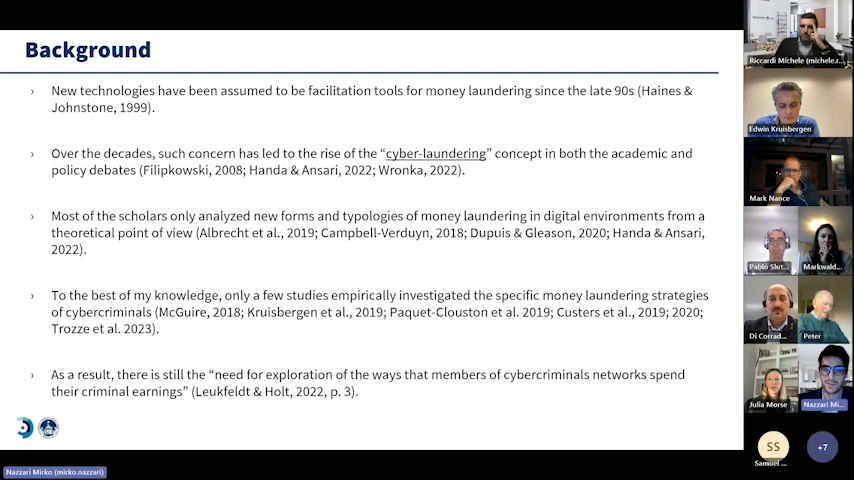 Background
› New technologies have been assumed to be facilitation tools for money laundering since the late 90s (Haines &
Johnstone, 1999).
› Over the decades, such concern has led to the rise of the “cyber-laundering” concept in both the academic and
policy debates (Filipkowski, 2008; Handa & Ansari, 2022; Wronka, 2022).
› Most of the scholars only analyzed new forms and typologies of money laundering in digital environments from a
theoretical point of view (Albrecht et al., 2019; Campbell-Verduyn, 2018; Dupuis & Gleason, 2020; Handa & Ansari,
2022).
› To the best of my knowledge, only a few studies empirically investigated the specific money laundering strategies
of cybercriminals (McGuire, 2018; Kruisbergen et al., 2019; Paquet-Clouston et al. 2019; Custers et al., 2019; 2020;
Trozze et al. 2023).
› As a result, there is still the “need for exploration of the ways that members of cybercriminals networks spend
their criminal earnings” (Leukfeldt & Holt, 2022, p. 3).
Nazzari Mirko (mirko.nazzari)
Riccardi Michele (michele.r...
Edwin Kruisbergen
Mark Nance
Pablo Slut...
Markwald...
Di Corrad...
Peter
Julia Morse
Nazzari Mi...
SS
Samuel ...
+7